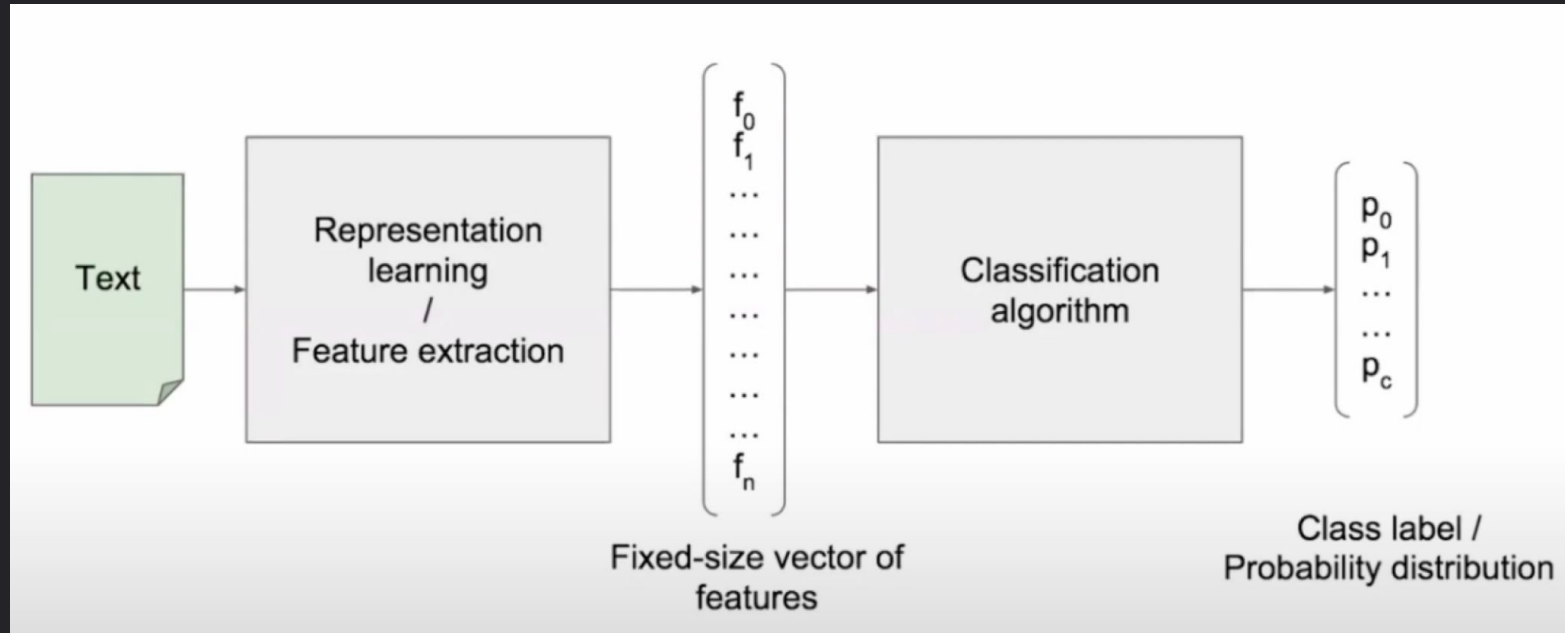 Text
Representation
learning
/
Feature extraction
f0
f1
...
...
...
...
...
...
...
fn
Fixed-size vector of
features
Classification
algorithm
p0
p1
...
...
pc
Class label /
Probability distribution